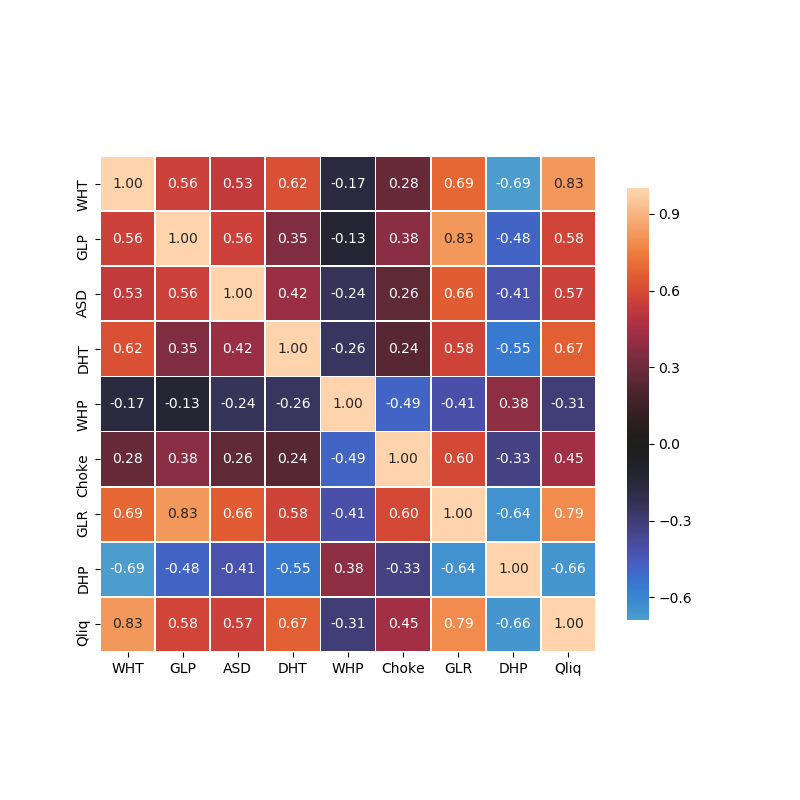 WHT 1.00 0.56 0.53 0.62 -0.17 0.28 0.69 -0.69 0.83
GLP 0.56 1.00 0.56 0.35 -0.13 0.38 0.83 -0.48 0.58
ASD 0.53 0.56 1.00 0.42 -0.24 0.26 0.66 -0.41 0.57
DHT 0.62 0.35 0.42 1.00 -0.26 0.24 0.58 -0.55 0.67
WHP -0.17 -0.13 -0.24 -0.26 1.00 -0.49 -0.41 0.38 -0.31
Choke 0.28 0.38 0.26 0.24 -0.49 1.00 0.60 -0.33 0.45
GLR 0.69 0.83 0.66 0.58 -0.41 0.60 1.00 -0.64 0.79
DHP -0.69 -0.48 -0.41 -0.55 0.38 -0.33 -0.64 1.00 -0.66
Qliq 0.83 0.58 0.57 0.67 -0.31 0.45 0.79 -0.66 1.00
WHT GLP ASD DHT WHP Choke GLR DHP Qliq
0.9
0.6
0.3
0.0
−0.3
−0.6